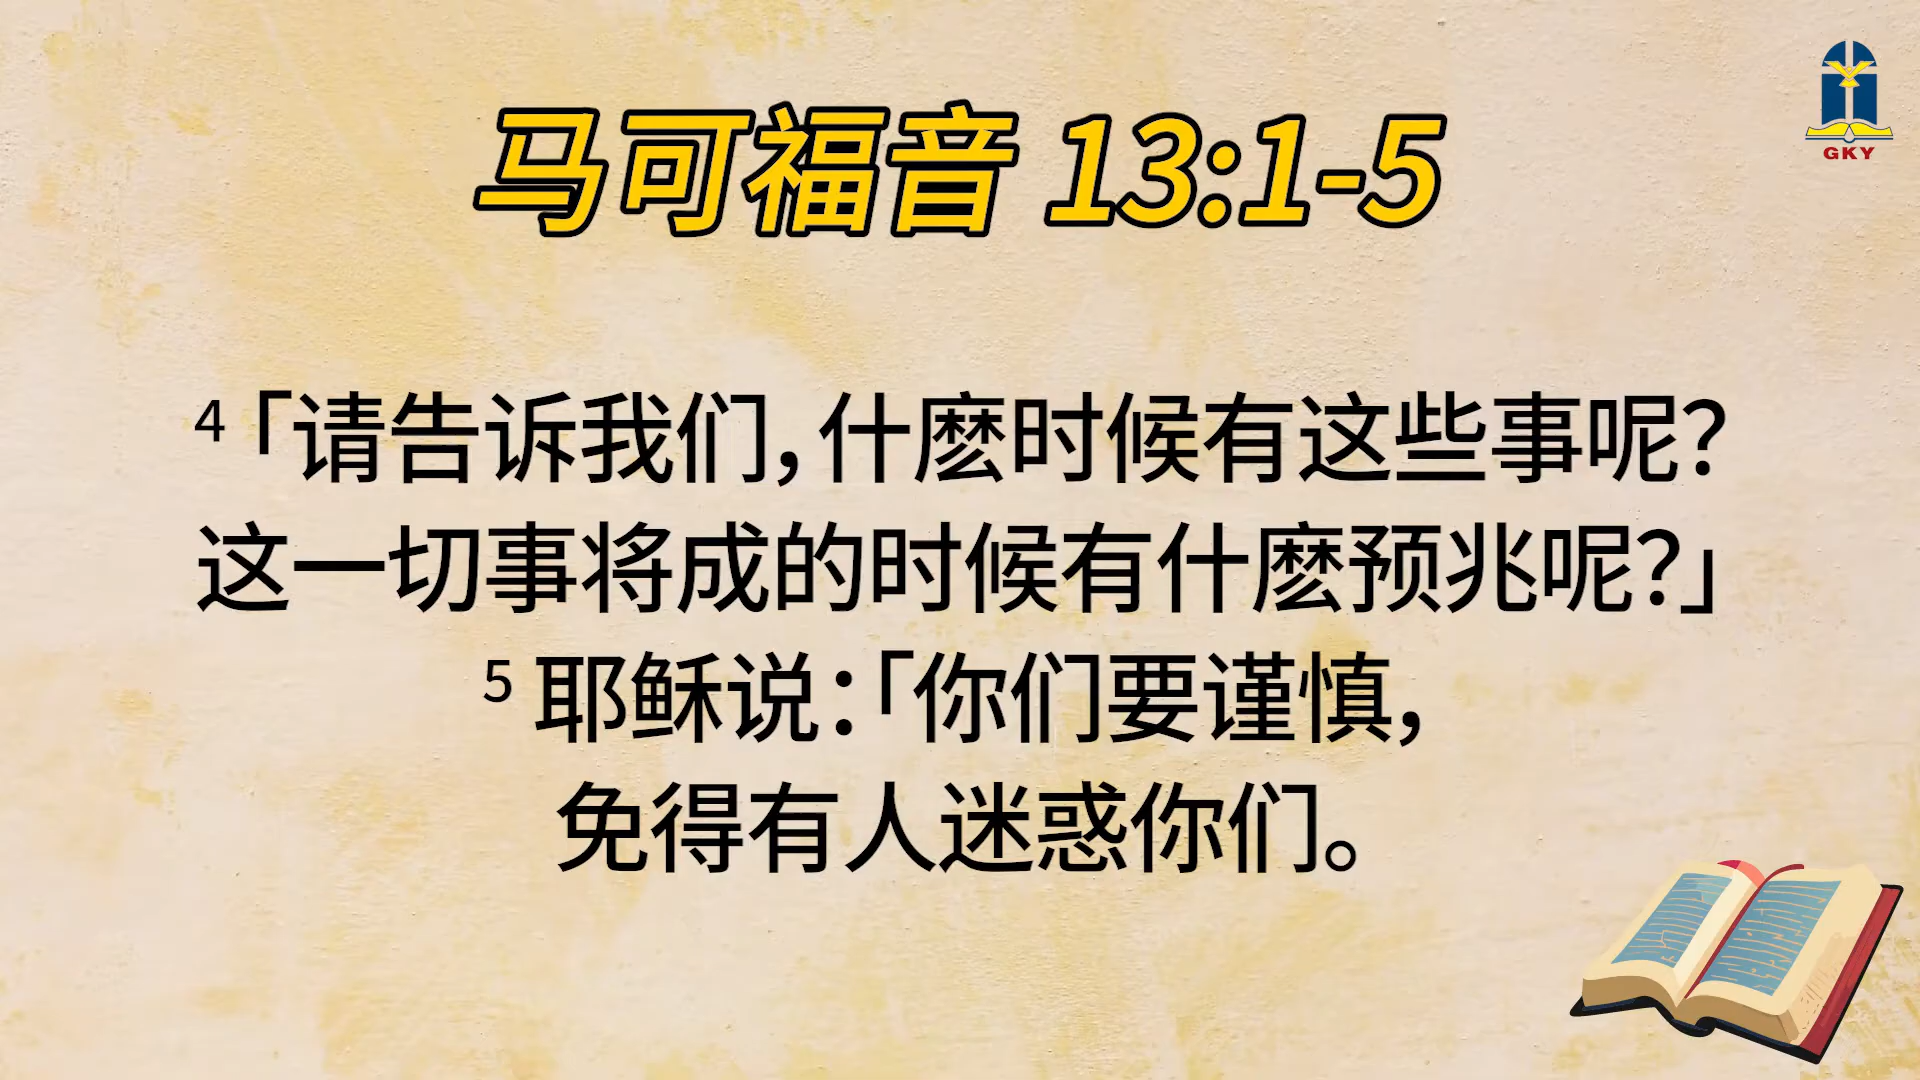 马可福音 13:1-5
GKY
4「请告诉我们，什麽时候有这些事呢？
这一切事将成的时候有什麽预兆呢？」
5 耶稣说：「你们要谨慎，
免得有人迷惑你们。